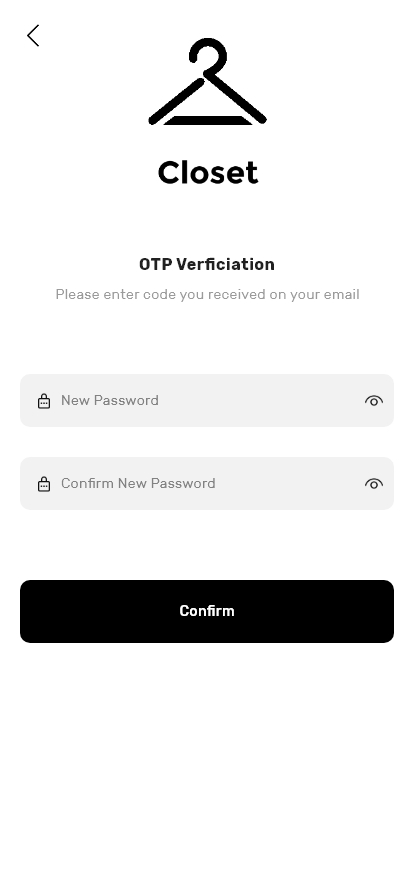 Closet
OTP Verficiation
Please enter code you received on your email
New Password
Confirm New Password
Confirm